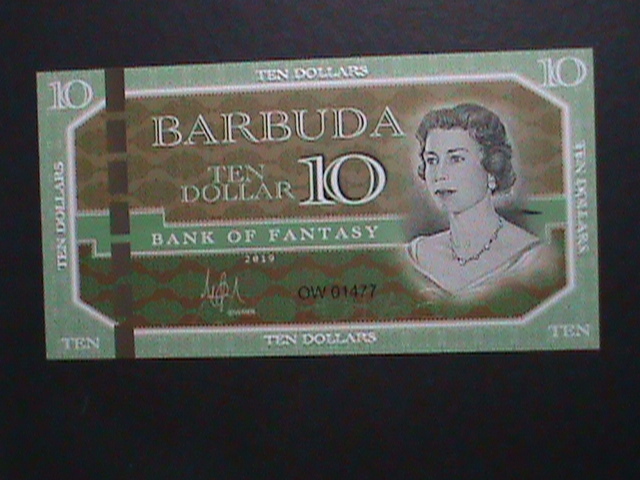 TEN DOLLARS
10
10
BARBUDA
TEN
DOLLAR
10
TEN DOLLARS
TEN DOLLARS
BANK OF FANTASY
2019
OW 01477
TEN
TEN DOLLARS
TEN